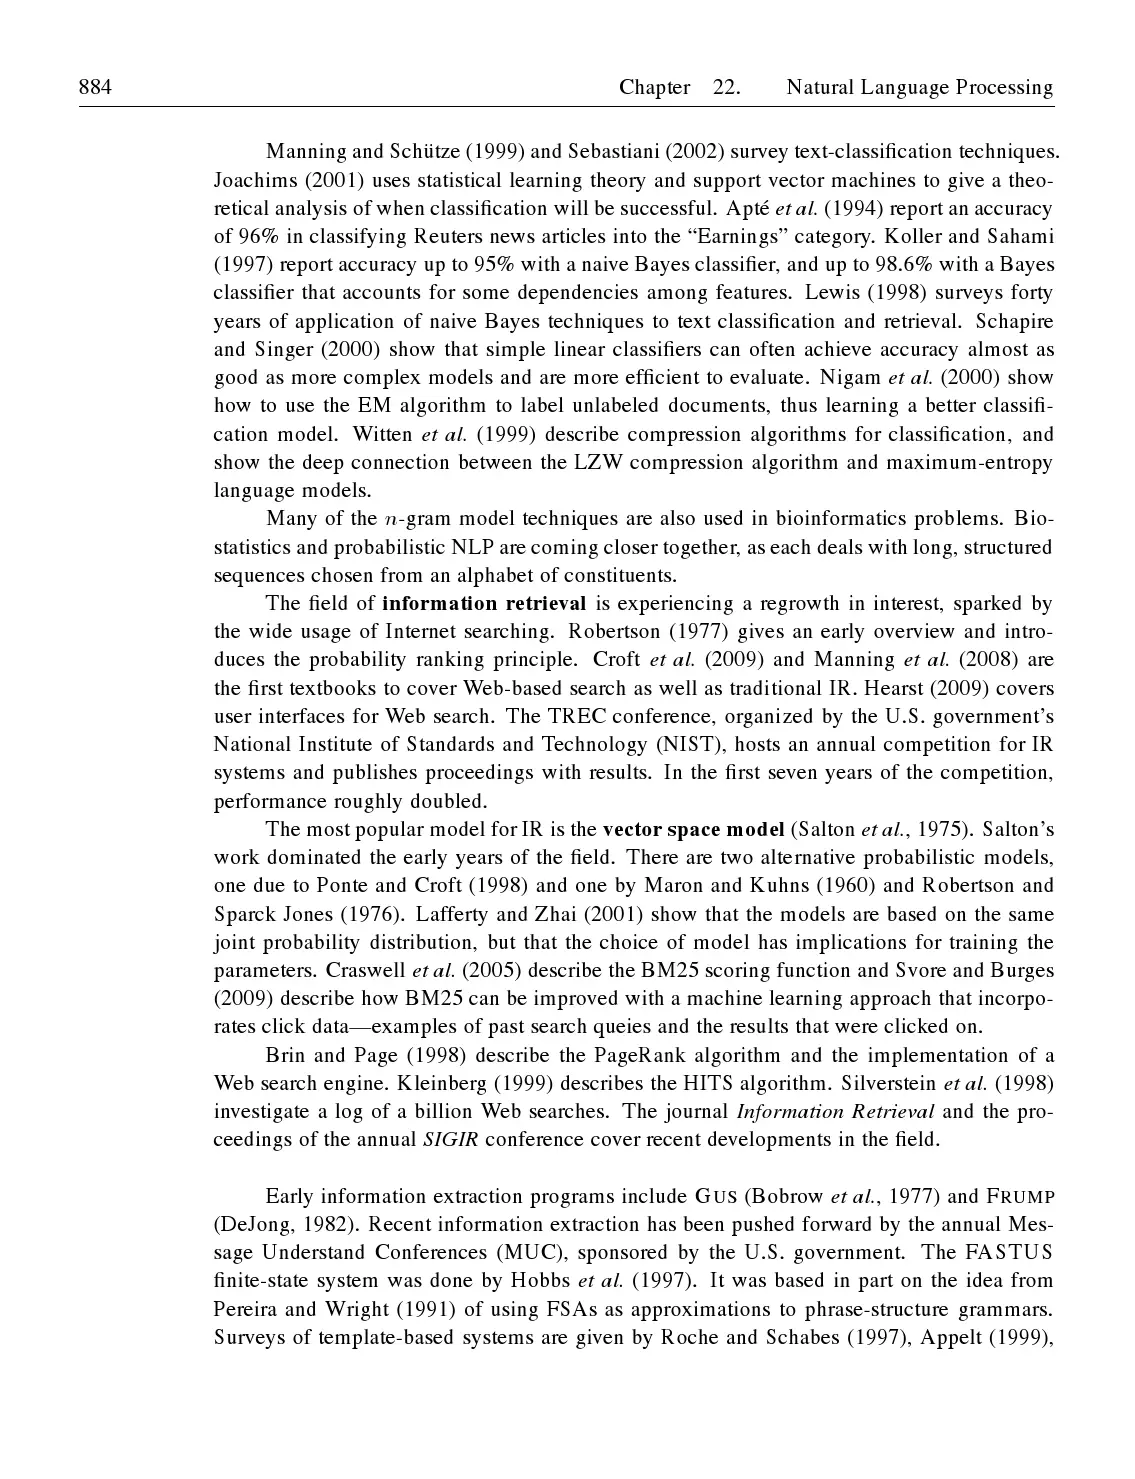 884 Chapter 22. Natural Language Processing
Manning and Schütze (1999) and Sebastiani (2002) survey text-classification techniques.
Joachims (2001) uses statistical learning theory and support vector machines to give a theo-
retical analysis of when classification will be successful. Apté et al. (1994) report an accuracy
of 96% in classifying Reuters news articles into the “Earnings” category. Koller and Sahami
(1997) report accuracy up to 95% with a naive Bayes classifier, and up to 98.6% with a Bayes
classifier that accounts for some dependencies among features. Lewis (1998) surveys forty
years of application of naive Bayes techniques to text classification and retrieval. Schapire
and Singer (2000) show that simple linear classifiers can often achieve accuracy almost as
good as more complex models and are more efficient to evaluate. Nigam et al. (2000) show
how to use the EM algorithm to label unlabeled documents, thus learning a better classifi-
cation model. Witten et al. (1999) describe compression algorithms for classification, and
show the deep connection between the LZW compression algorithm and maximum-entropy
language models.
Many of the n-gram model techniques are also used in bioinformatics problems. Bio-
statistics and probabilistic NLP are coming closer together, as each deals with long, structured
sequences chosen from an alphabet of constituents.
The field of information retrieval is experiencing a regrowth in interest, sparked by
the wide usage of Internet searching. Robertson (1977) gives an early overview and intro-
duces the probability ranking principle. Croft et al. (2009) and Manning et al. (2008) are
the first textbooks to cover Web-based search as well as traditional IR. Hearst (2009) covers
user interfaces for Web search. The TREC conference, organized by the U.S. government’s
National Institute of Standards and Technology (NIST), hosts an annual competition for IR
systems and publishes proceedings with results. In the first seven years of the competition,
performance roughly doubled.
The most popular model for IR is the vector space model (Salton et al., 1975). Salton’s
work dominated the early years of the field. There are two alternative probabilistic models,
one due to Ponte and Croft (1998) and one by Maron and Kuhns (1960) and Robertson and
Sparck Jones (1976). Lafferty and Zhai (2001) show that the models are based on the same
joint probability distribution, but that the choice of model has implications for training the
parameters. Craswell et al. (2005) describe the BM25 scoring function and Svore and Burges
(2009) describe how BM25 can be improved with a machine learning approach that incorpo-
rates click data—examples of past search queies and the results that were clicked on.
Brin and Page (1998) describe the PageRank algorithm and the implementation of a
Web search engine. Kleinberg (1999) describes the HITS algorithm. Silverstein et al. (1998)
investigate a log of a billion Web searches. The journal Information Retrieval and the pro-
ceedings of the annual SIGIR conference cover recent developments in the field.
Early information extraction programs include GUS (Bobrow et al., 1977) and FRUMP
(DeJong, 1982). Recent information extraction has been pushed forward by the annual Mes-
sage Understand Conferences (MUC), sponsored by the U.S. government. The FASTUS
finite-state system was done by Hobbs et al. (1997). It was based in part on the idea from
Pereira and Wright (1991) of using FSAs as approximations to phrase-structure grammars.
Surveys of template-based systems are given by Roche and Schabes (1997), Appelt (1999),